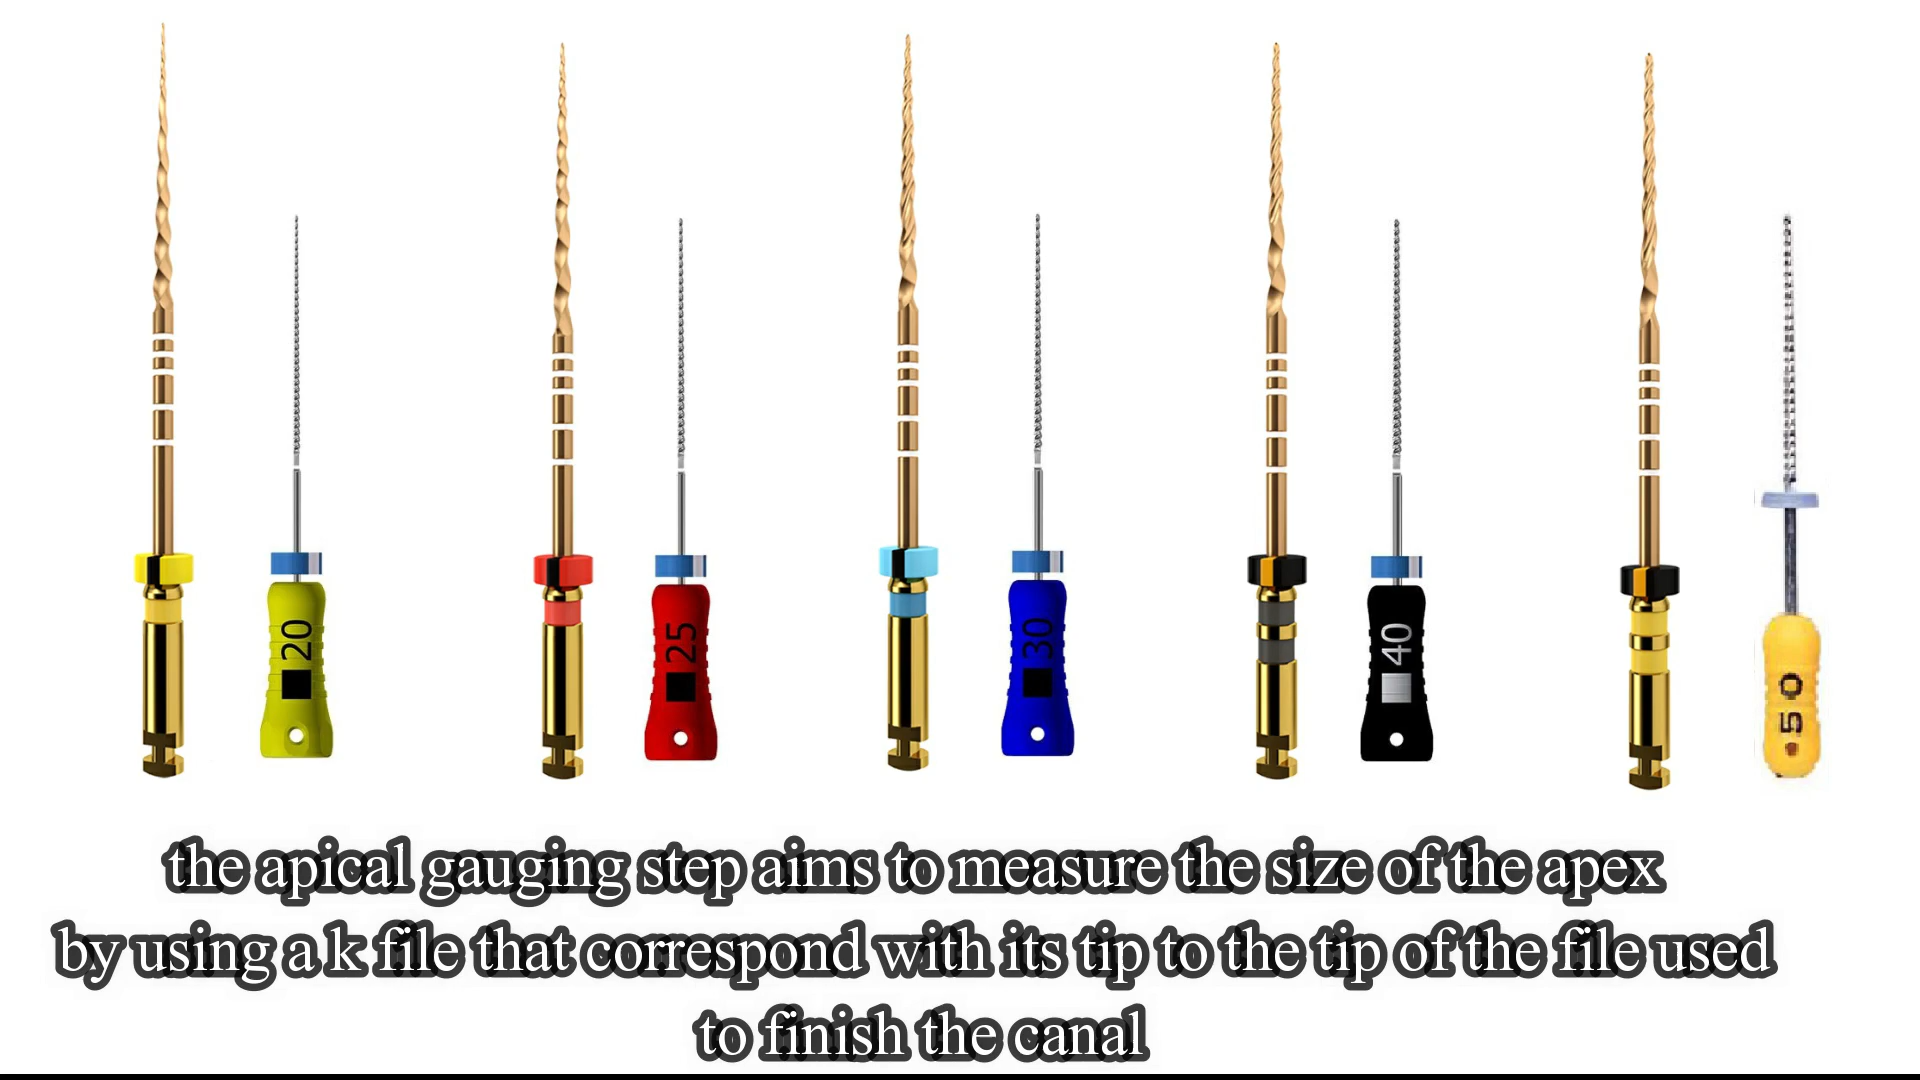 20
25
30
40
50
the apical gauging step aims to measure the size of the apex
by using a k file that correspond with its tip to the tip of the file used
to finish the canal